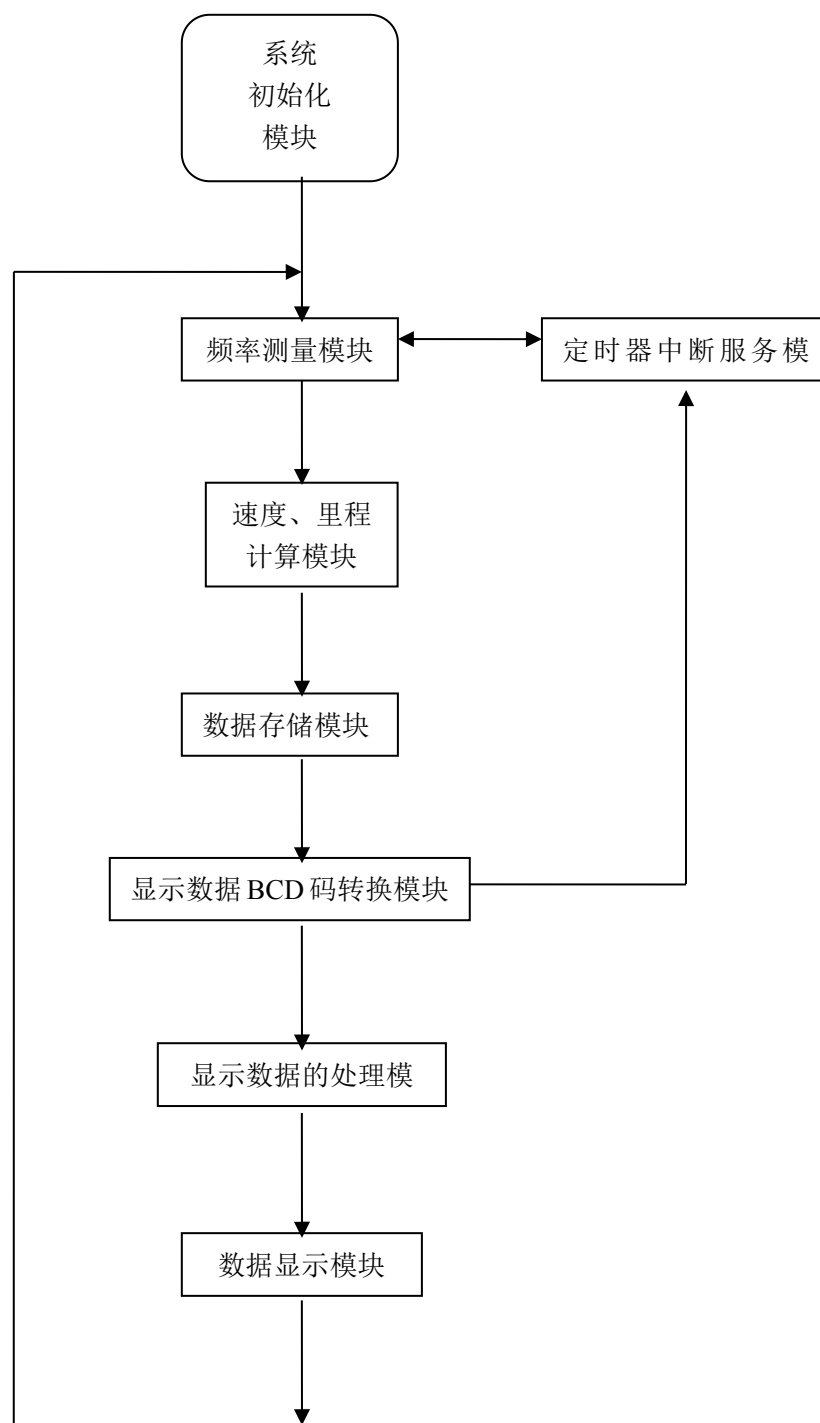 系统
初始化
模块
频率测量模块
定时器中断服务模
速度、里程
计算模块
数据存储模块
显示数据 BCD 码转换模块
显示数据的处理模
数据显示模块